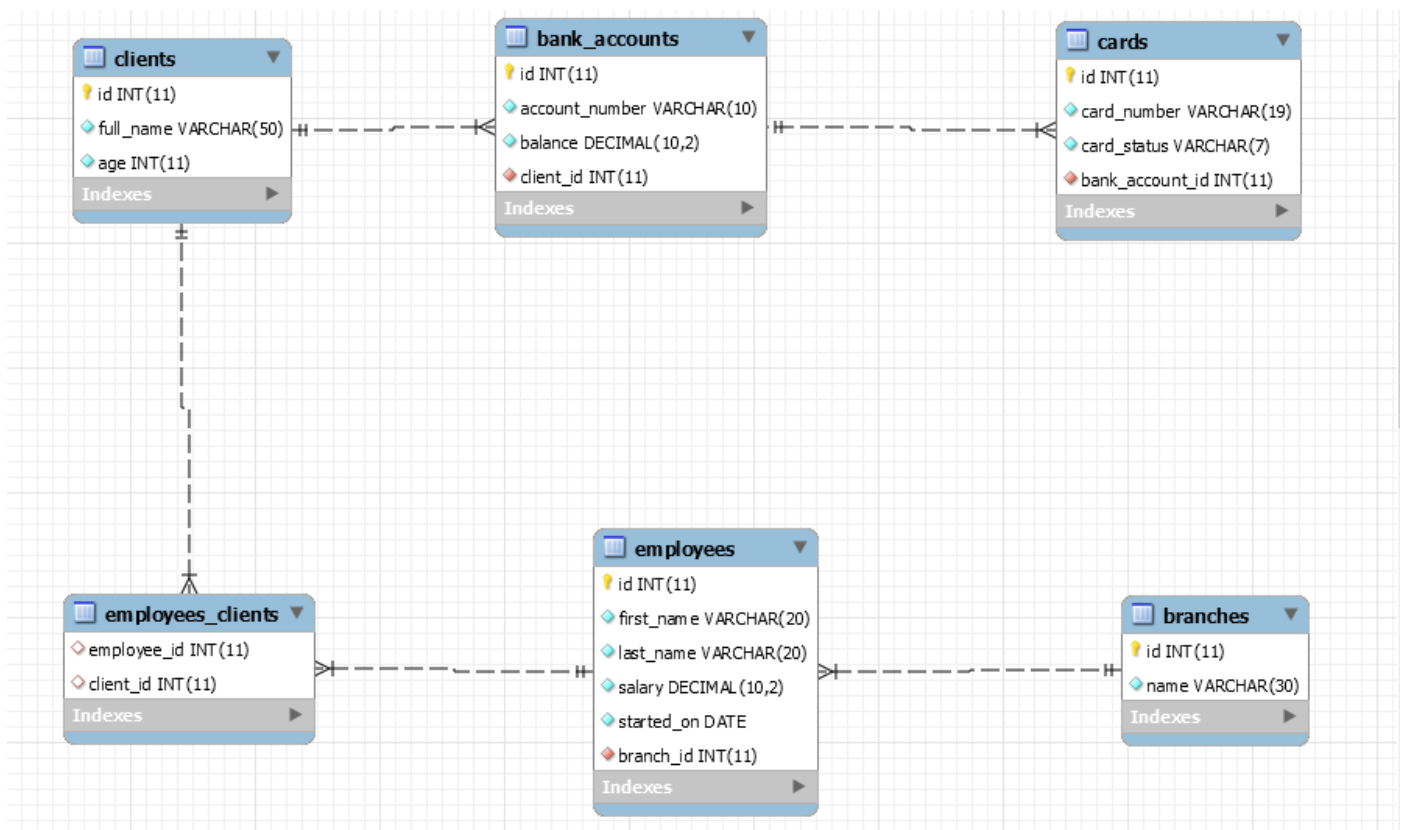 clients
id INT(11)
full_name VARCHAR(50)
age INT(11)
Indexes
bank_accounts
id INT(11)
account_number VARCHAR(10)
balance DECIMAL(10,2)
client_id INT(11)
Indexes
cards
id INT(11)
card_number VARCHAR(19)
card_status VARCHAR(7)
bank_account_id INT(11)
Indexes
employees_clients
employee_id INT(11)
client_id INT(11)
Indexes
employees
id INT(11)
first_name VARCHAR(20)
last_name VARCHAR(20)
salary DECIMAL(10,2)
started_on DATE
branch_id INT(11)
Indexes
branches
id INT(11)
name VARCHAR(30)
Indexes